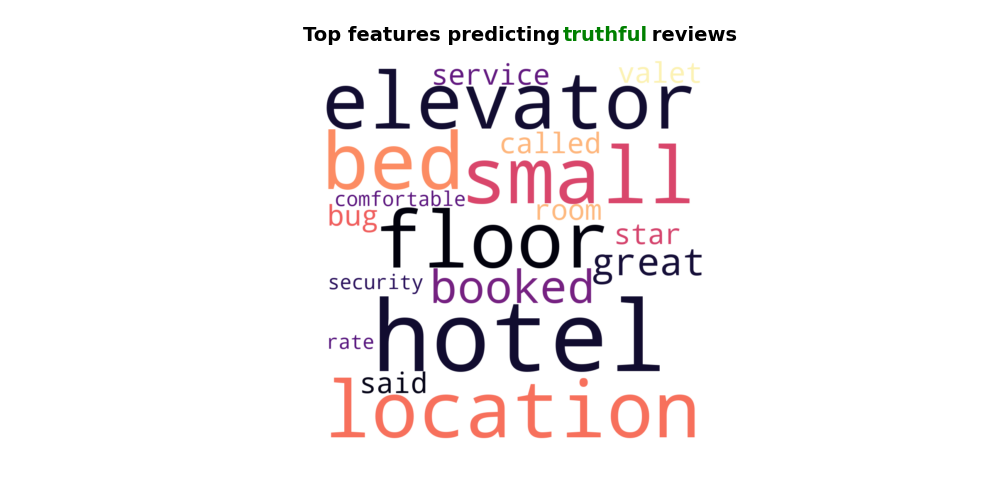 Top features predicting truthful reviews
service valet
elevator
bed called
small
comfortable
bug room
floor star
great
security booked
hotel
rate
said
location